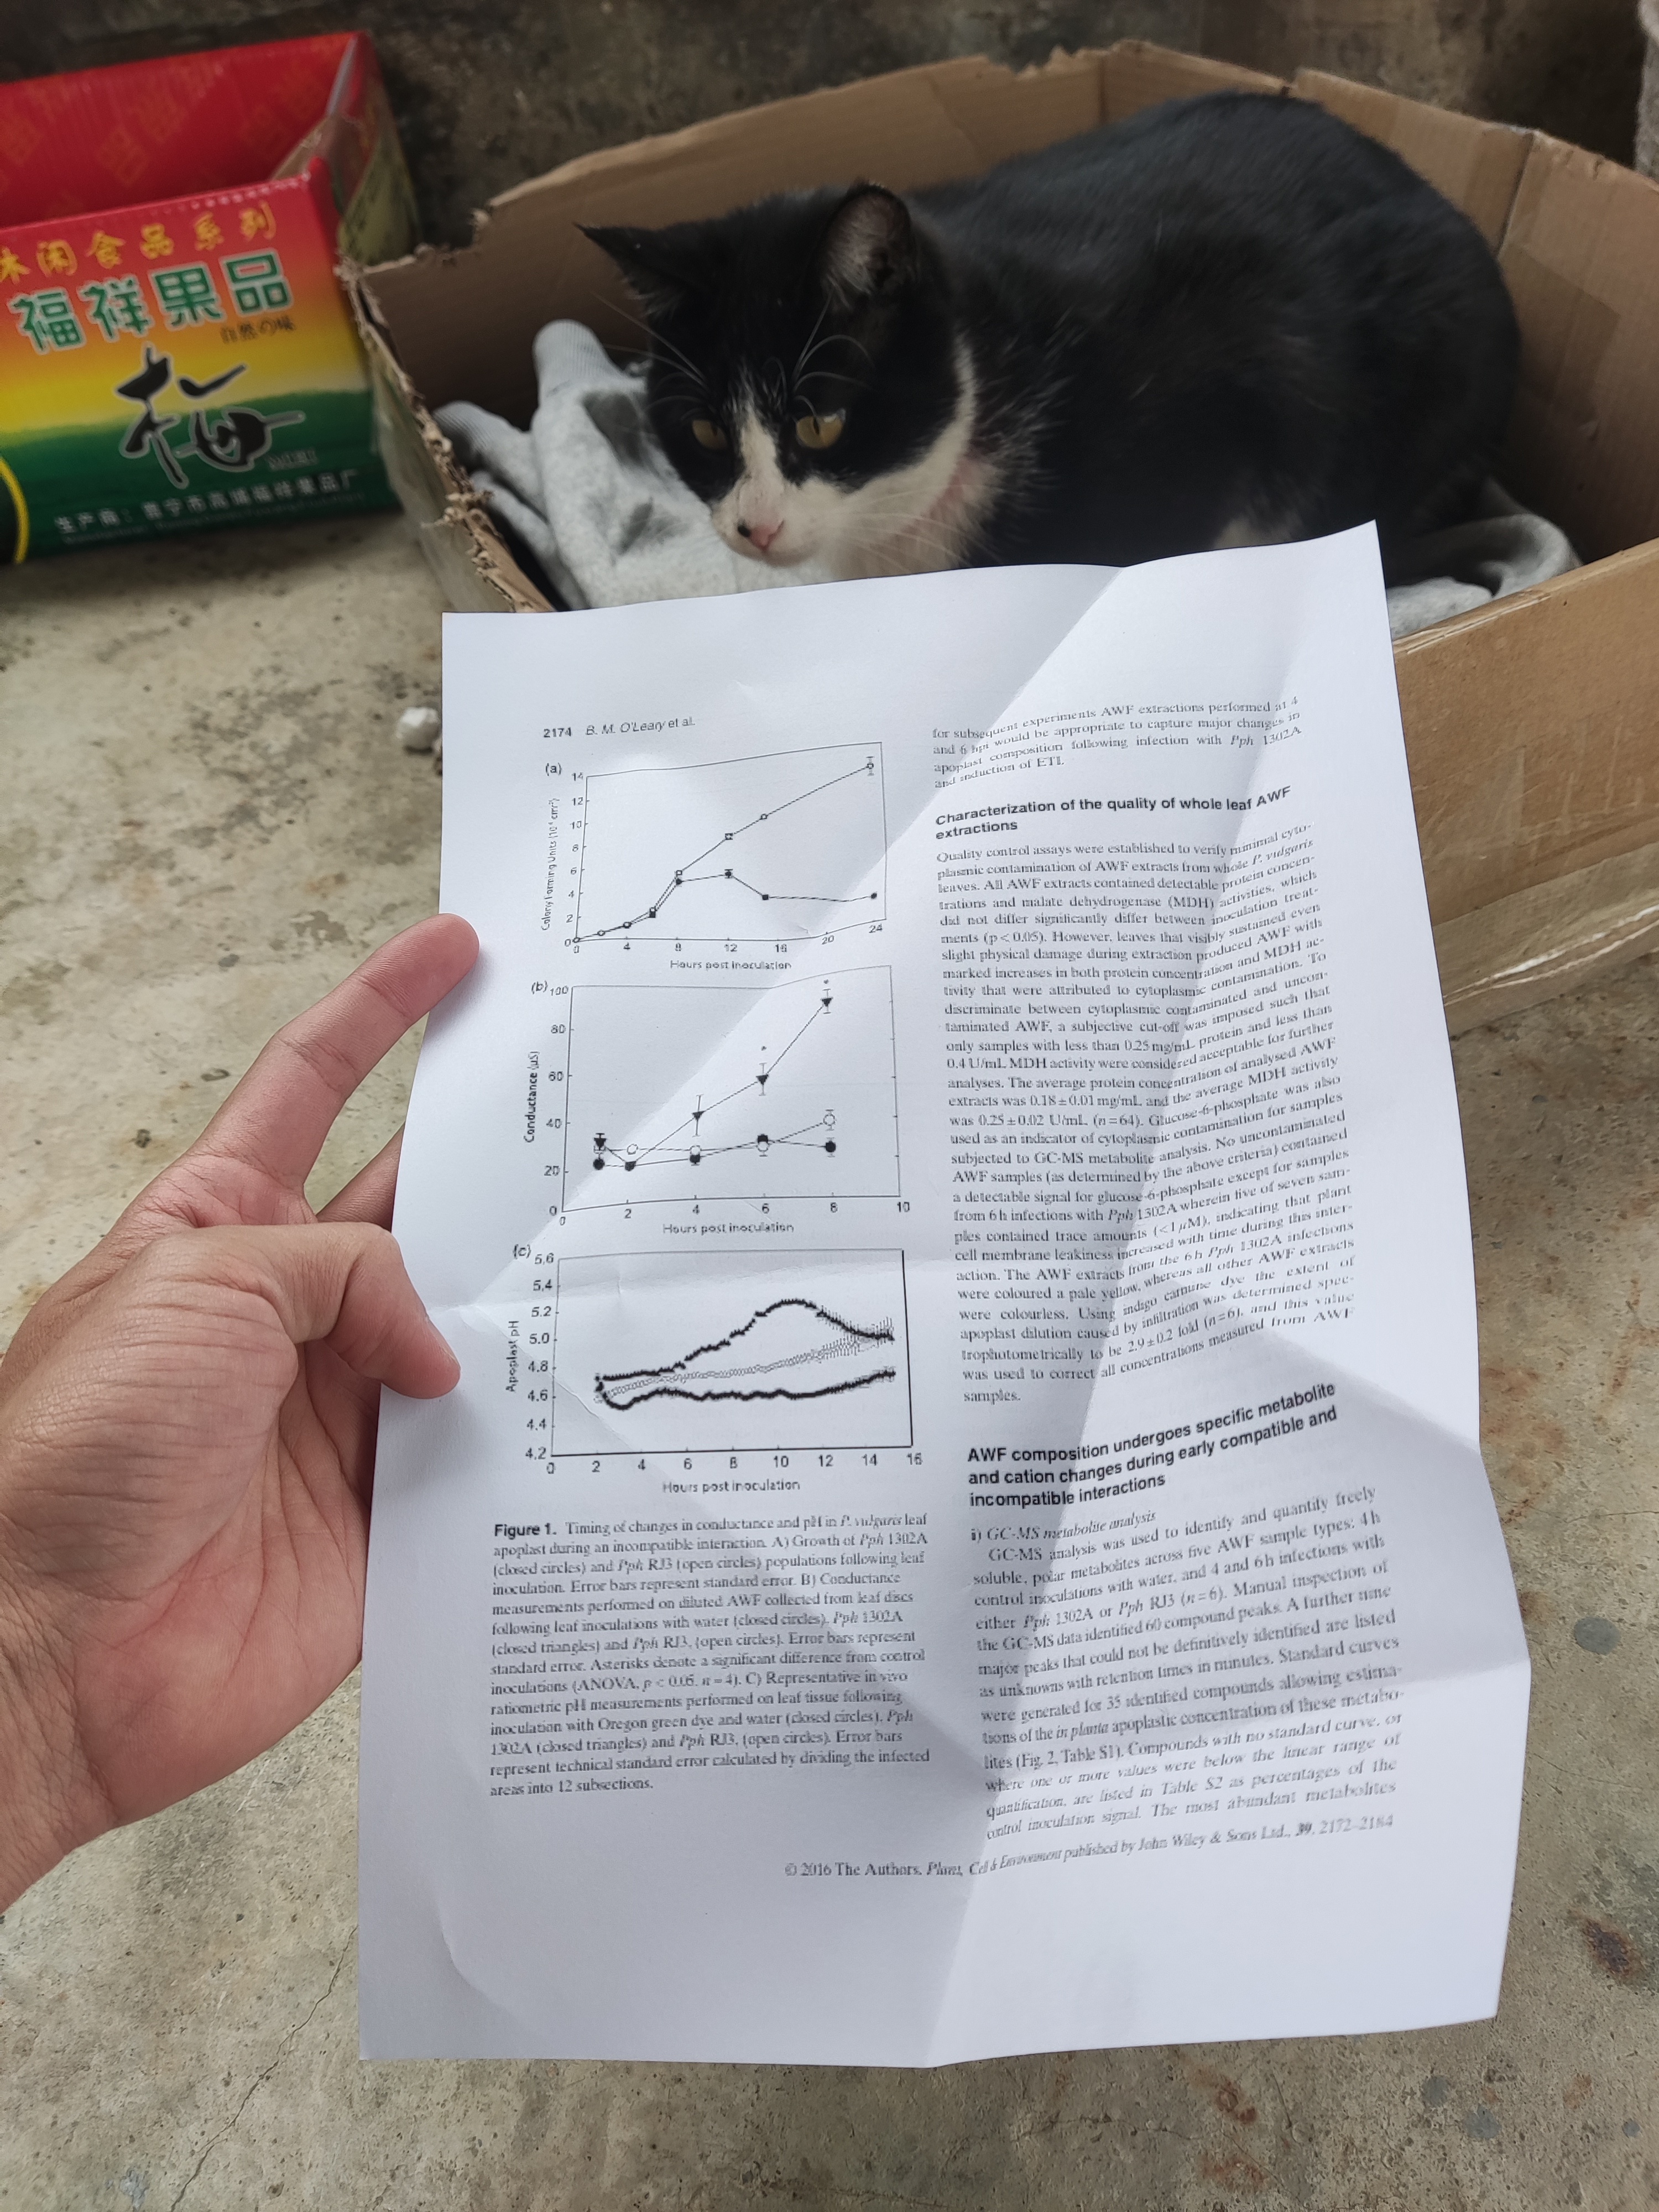 休闲食品系列
福祥果品
自然の味
梅
生产商：普宁市高埔福祥果品厂
2174 B. M. O'Leary et al.
(a)
Colony Forming Units (10⁶ cm²)
14
12
10
8
6
4
2
0
0 4 8 12 16 20 24
Hours post inoculation
(b)
Conductance (µS)
100
80
60
40
20
0
* *
0 2 4 6 8 10
Hours post inoculation
(c)
Apoplast pH
5.6
5.4
5.2
5.0
4.8
4.6
4.4
4.2
0 2 4 6 8 10 12 14 16
Hours post inoculation
Figure 1. Timing of changes in conductance and pH in P. vulgaris leaf
apoplast during an incompatible interaction. A) Growth of Pph 1302A
(closed circles) and Pph RJ3 (open circles) populations following leaf
inoculation. Error bars represent standard error. B) Conductance
measurements performed on diluted AWF collected from leaf discs
following leaf inoculations with water (closed circles), Pph 1302A
(closed triangles) and Pph RJ3, (open circles). Error bars represent
standard error. Asterisks denote a significant difference from control
inoculations (ANOVA, p < 0.05, n = 4). C) Representative in vivo
ratiometric pH measurements performed on leaf tissue following
inoculation with Oregon green dye and water (closed circles), Pph
1302A (closed triangles) and Pph RJ3, (open circles). Error bars
represent technical standard error calculated by dividing the infected
areas into 12 subsections.
for subsequent experiments AWF extractions performed at 4
and 6 hpi would be appropriate to capture major changes in
apoplast composition following infection with Pph 1302A
and induction of ETI.
Characterization of the quality of whole leaf AWF
extractions
Quality control assays were established to verify minimal cyto-
plasmic contamination of AWF extracts from whole P. vulgaris
leaves. All AWF extracts contained detectable protein concen-
trations and malate dehydrogenase (MDH) activities, which
did not differ significantly differ between inoculation treat-
ments (p < 0.05). However, leaves that visibly sustained even
slight physical damage during extraction produced AWF with
marked increases in both protein concentration and MDH ac-
tivity that were attributed to cytoplasmic contamination. To
discriminate between cytoplasmic contaminated and uncon-
taminated AWF, a subjective cut-off was imposed such that
only samples with less than 0.25 mg/mL protein and less than
0.4 U/mL MDH activity were considered acceptable for further
analyses. The average protein concentration of analysed AWF
extracts was 0.18 ± 0.01 mg/mL and the average MDH activity
was 0.25 ± 0.02 U/mL (n = 64). Glucose-6-phosphate was also
used as an indicator of cytoplasmic contamination for samples
subjected to GC-MS metabolite analysis. No uncontaminated
AWF samples (as determined by the above criteria) contained
a detectable signal for glucose-6-phosphate except for samples
from 6 h infections with Pph 1302A wherein five of seven sam-
ples contained trace amounts (<1 µM), indicating that plant
cell membrane leakiness increased with time during this inter-
action. The AWF extracts from the 6 h Pph 1302A infections
were coloured a pale yellow, whereas all other AWF extracts
were colourless. Using indigo carmine dye the extent of
apoplast dilution caused by infiltration was determined spec-
trophotometrically to be 2.9 ± 0.2 fold (n = 6), and this value
was used to correct all concentrations measured from AWF
samples.
AWF composition undergoes specific metabolite
and cation changes during early compatible and
incompatible interactions
i) GC-MS metabolite analysis
GC-MS analysis was used to identify and quantify freely
soluble, polar metabolites across five AWF sample types: 4 h
control inoculations with water, and 4 and 6 h infections with
either Pph 1302A or Pph RJ3 (n = 6). Manual inspection of
the GC-MS data identified 60 compound peaks. A further nine
major peaks that could not be definitively identified are listed
as unknowns with retention times in minutes. Standard curves
were generated for 35 identified compounds allowing estima-
tions of the in planta apoplastic concentration of these metabo-
lites (Fig. 2, Table S1). Compounds with no standard curve, or
where one or more values were below the linear range of
quantification, are listed in Table S2 as percentages of the
control inoculation signal. The most abundant metabolites
© 2016 The Authors. Plant, Cell & Environment published by John Wiley & Sons Ltd., 39, 2172–2184